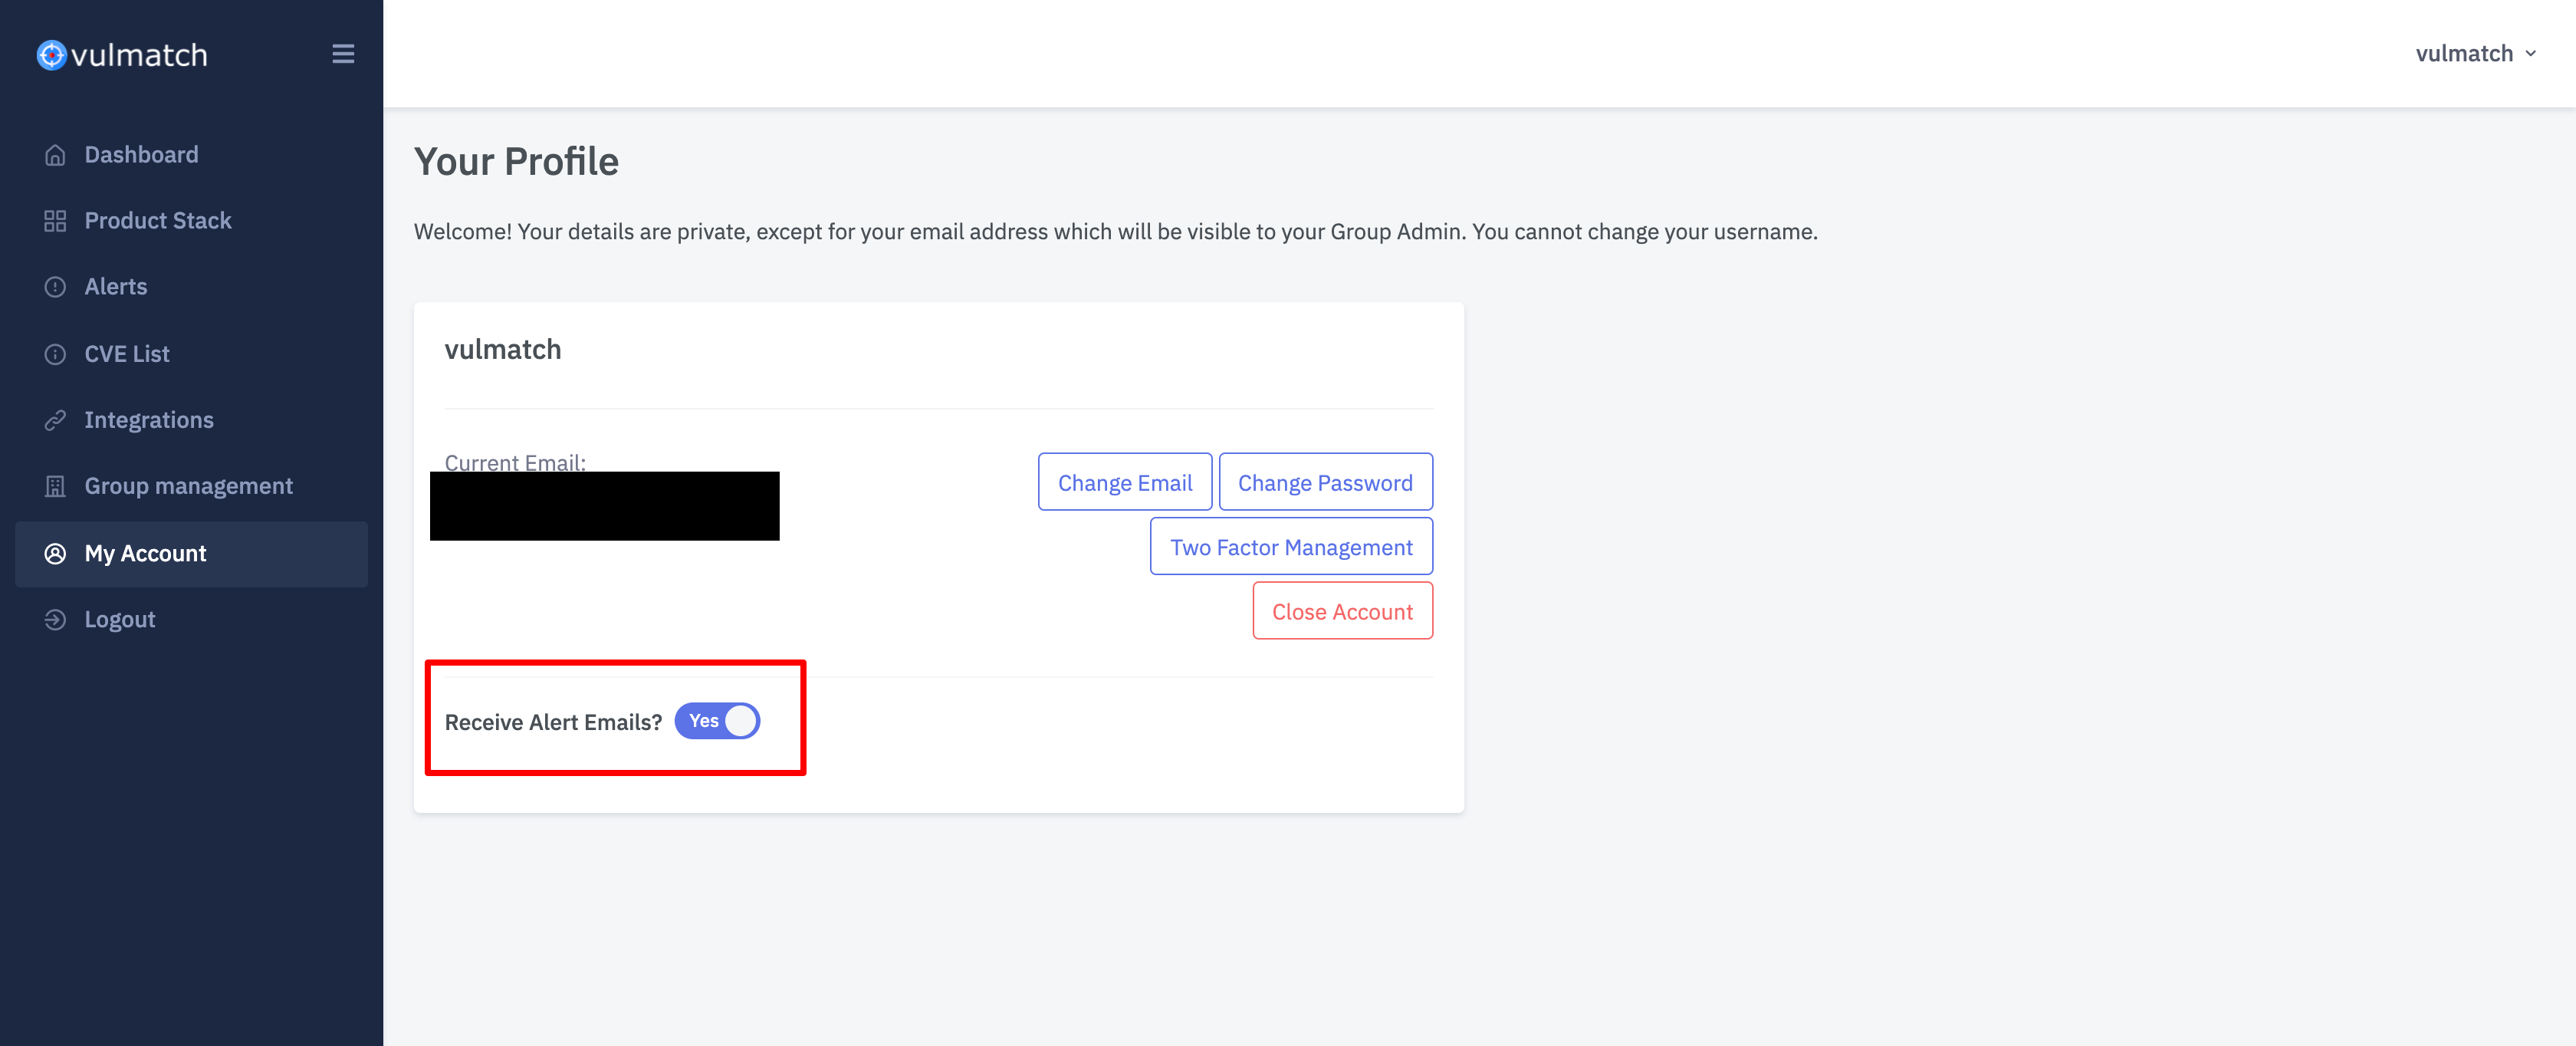 vulmatch
vulmatch
Dashboard
Product Stack
Alerts
CVE List
Integrations
Group management
My Account
Logout
Your Profile
Welcome! Your details are private, except for your email address which will be visible to your Group Admin. You cannot change your username.
vulmatch
Current Email:
Change Email
Change Password
Two Factor Management
Close Account
Receive Alert Emails?
Yes